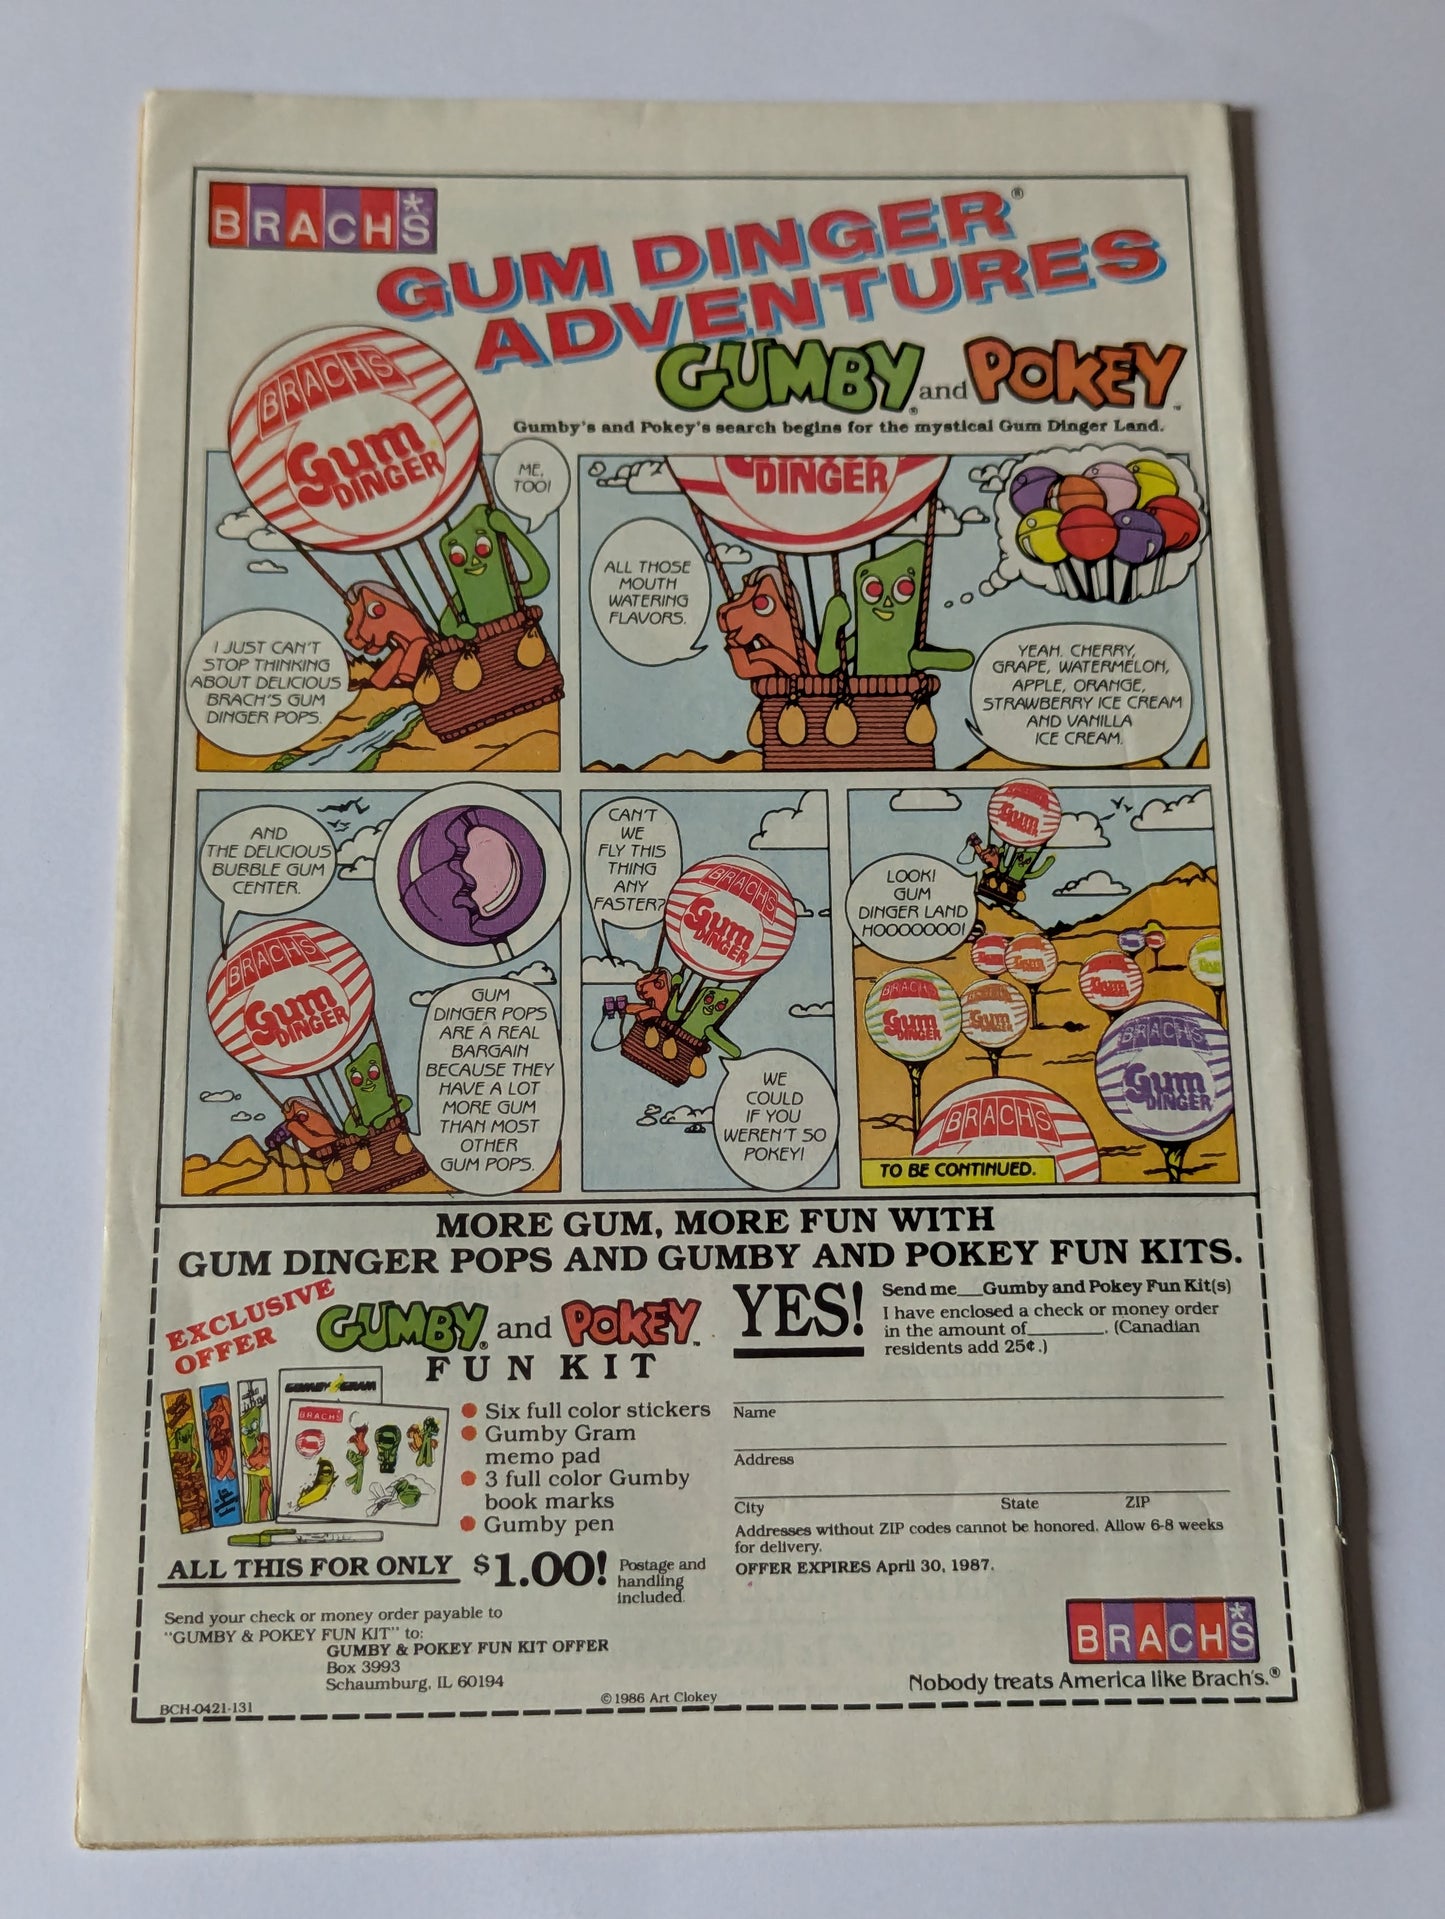 BRACH*S
GUM DINGER®
ADVENTURES
GUMBY® and POKEY™
Gumby's and Pokey's search begins for the mystical Gum Dinger Land.
BRACHS
Gum
DINGER
I JUST CAN'T
STOP THINKING
ABOUT DELICIOUS
BRACH'S GUM
DINGER POPS.
ME,
TOO!
DINGER
ALL THOSE
MOUTH
WATERING
FLAVORS.
YEAH. CHERRY,
GRAPE, WATERMELON,
APPLE, ORANGE,
STRAWBERRY ICE CREAM
AND VANILLA
ICE CREAM.
AND
THE DELICIOUS
BUBBLE GUM
CENTER.
BRACHS
Gum
DINGER
GUM
DINGER POPS
ARE A REAL
BARGAIN
BECAUSE THEY
HAVE A LOT
MORE GUM
THAN MOST
OTHER
GUM POPS.
CAN'T
WE
FLY THIS
THING
ANY
FASTER?
BRACHS
Gum
DINGER
WE
COULD
IF YOU
WEREN'T SO
POKEY!
Gum
LOOK!
GUM
DINGER LAND
HOOOOOOO!
BRACHS
Gum
DINGER
BRACHS
Gum
DINGER
BRACHS
TO BE CONTINUED.
MORE GUM, MORE FUN WITH
GUM DINGER POPS AND GUMBY AND POKEY FUN KITS.
EXCLUSIVE
OFFER
GUMBY® and POKEY™
FUN KIT
GUMBY GRAM
BRACHS
Six full color stickers
Gumby Gram
memo pad
3 full color Gumby
book marks
Gumby pen
ALL THIS FOR ONLY $1.00!
Postage and
handling
included.
Send your check or money order payable to
"GUMBY & POKEY FUN KIT" to:
GUMBY & POKEY FUN KIT OFFER
Box 3993
Schaumburg, IL 60194
BCH-0421-131
© 1986 Art Clokey
YES!
Send me___Gumby and Pokey Fun Kit(s)
I have enclosed a check or money order
in the amount of________. (Canadian
residents add 25¢.)
Name
Address
City State ZIP
Addresses without ZIP codes cannot be honored. Allow 6-8 weeks
for delivery.
OFFER EXPIRES April 30, 1987.
BRACH*S
Nobody treats America like Brach's.®